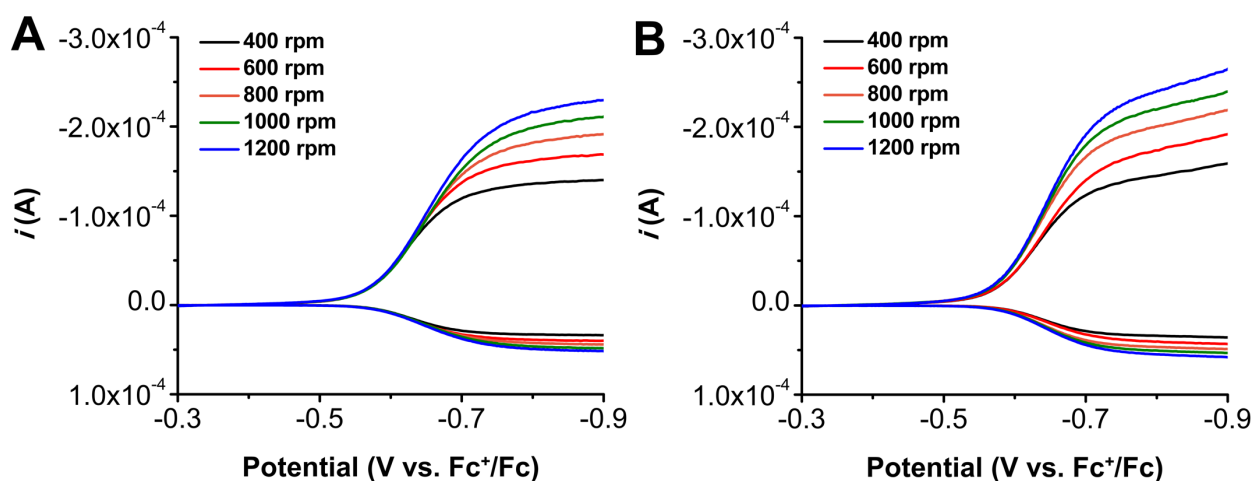 A
-3.0x10⁻⁴
-2.0x10⁻⁴
-1.0x10⁻⁴
0.0
1.0x10⁻⁴
i (A)
400 rpm
600 rpm
800 rpm
1000 rpm
1200 rpm
-0.3 -0.5 -0.7 -0.9
Potential (V vs. Fc⁺/Fc)
B
-3.0x10⁻⁴
-2.0x10⁻⁴
-1.0x10⁻⁴
0.0
1.0x10⁻⁴
i (A)
400 rpm
600 rpm
800 rpm
1000 rpm
1200 rpm
-0.3 -0.5 -0.7 -0.9
Potential (V vs. Fc⁺/Fc)